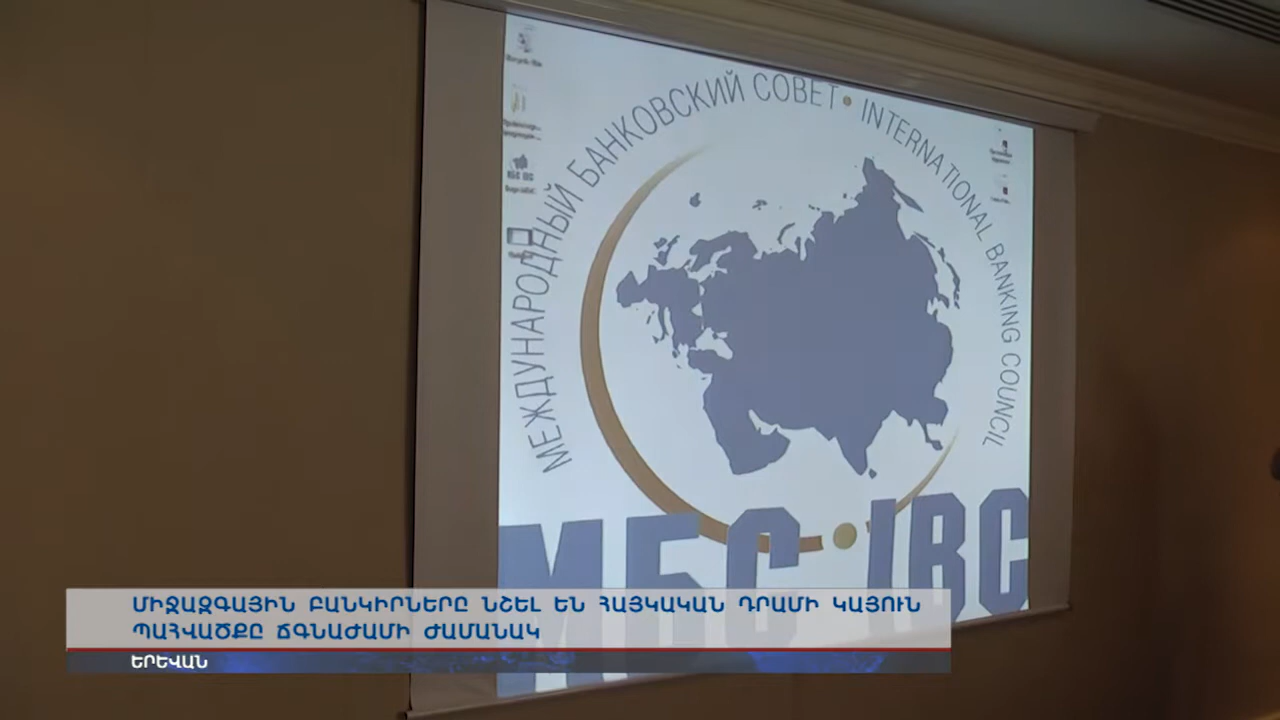 МЕЖДУНАРОДНЫЙ БАНКОВСКИЙ СОВЕТ • INTERNATIONAL BANKING COUNCIL
МБС • IBC
ՄԻՋԱԶԳԱՅԻՆ ԲԱՆԿԻՐՆԵՐԸ ՆՇԵԼ ԵՆ ՀԱՅԿԱԿԱՆ ԴՐԱՄԻ ԿԱՅՈՒՆ
ՊԱՀՎԱԾՔԸ ՃԳՆԱԺԱՄԻ ԺԱՄԱՆԱԿ
ԵՐԵՎԱՆ